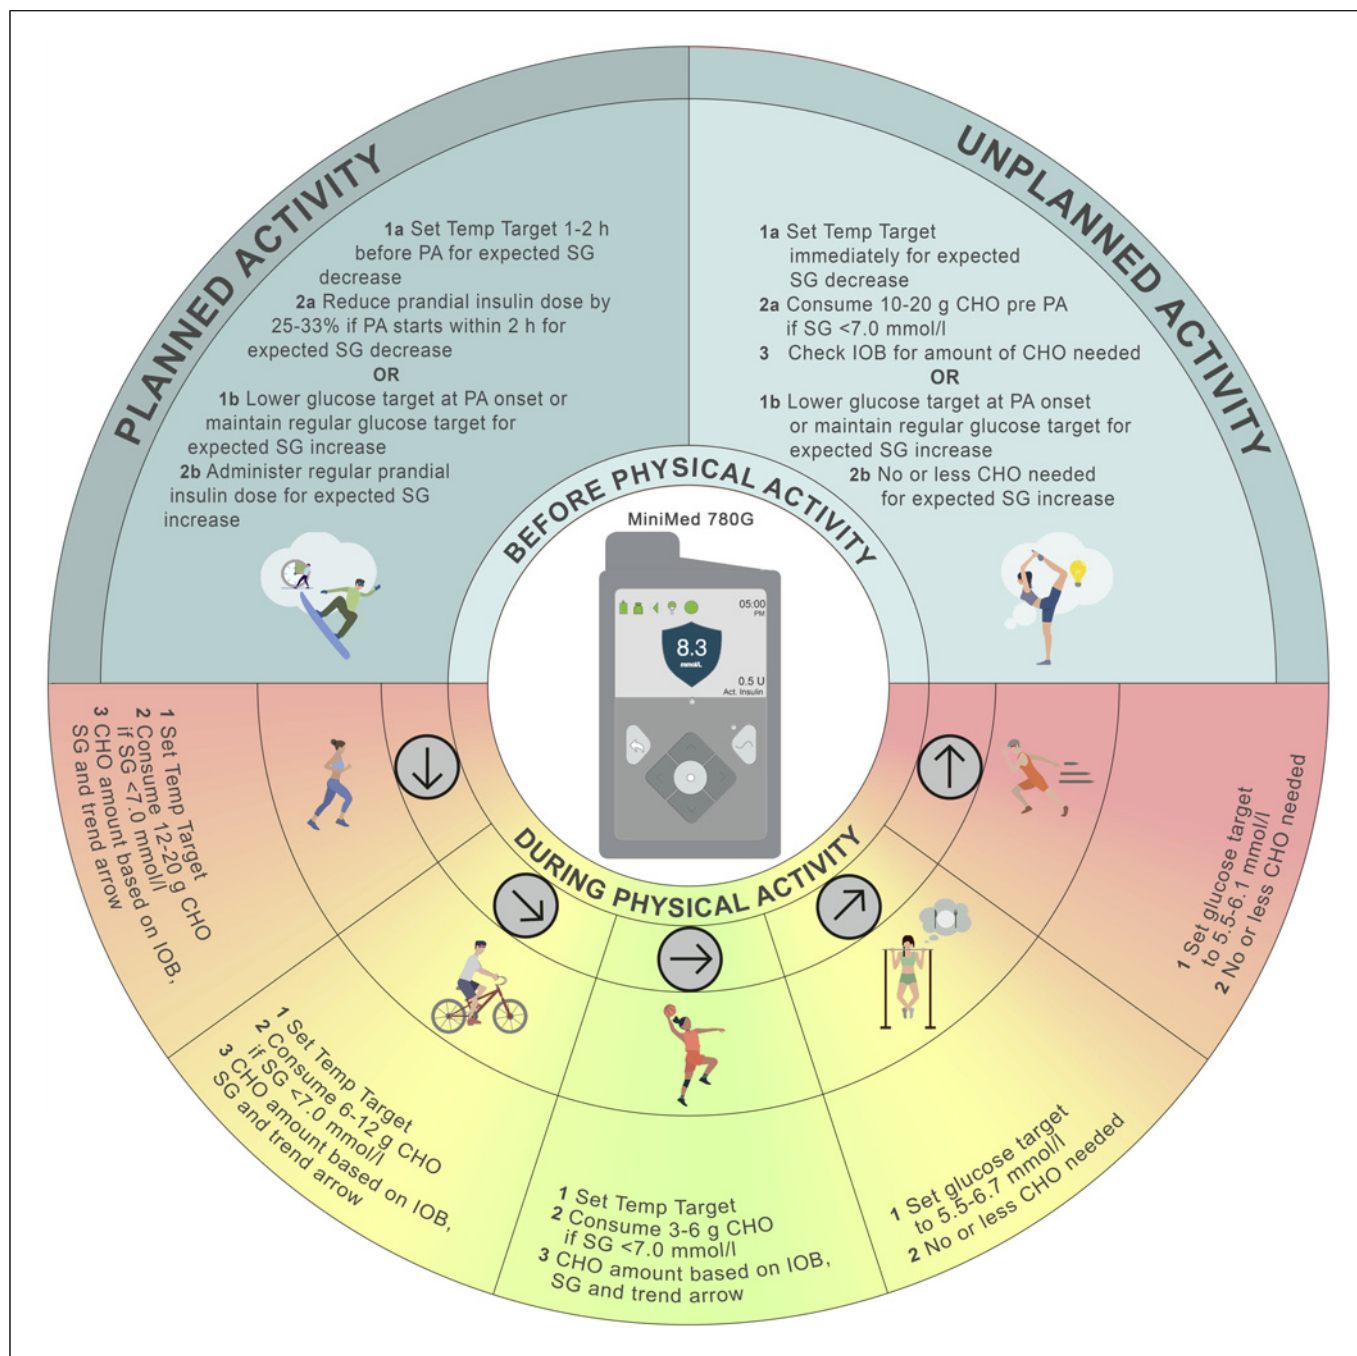 PLANNED ACTIVITY
1a Set Temp Target 1-2 h
before PA for expected SG
decrease
2a Reduce prandial insulin dose by
25-33% if PA starts within 2 h for
expected SG decrease
OR
1b Lower glucose target at PA onset or
maintain regular glucose target for
expected SG increase
2b Administer regular prandial
insulin dose for expected SG
increase
UNPLANNED ACTIVITY
1a Set Temp Target
immediately for expected
SG decrease
2a Consume 10-20 g CHO pre PA
if SG <7.0 mmol/l
3 Check IOB for amount of CHO needed
OR
1b Lower glucose target at PA onset
or maintain regular glucose target for
expected SG increase
2b No or less CHO needed
for expected SG increase
BEFORE PHYSICAL ACTIVITY
MiniMed 780G
05:00
PM
8.3
mmol/L
0.5 U
Act. Insulin
DURING PHYSICAL ACTIVITY
1 Set Temp Target
2 Consume 12-20 g CHO
if SG <7.0 mmol/l
3 CHO amount based on IOB,
SG and trend arrow
1 Set Temp Target
2 Consume 6-12 g CHO
if SG <7.0 mmol/l
3 CHO amount based on IOB,
SG and trend arrow
1 Set Temp Target
2 Consume 3-6 g CHO
if SG <7.0 mmol/l
3 CHO amount based on IOB,
SG and trend arrow
1 Set glucose target
to 5.5-6.7 mmol/l
2 No or less CHO needed
1 Set glucose target
to 5.5-6.1 mmol/l
2 No or less CHO needed